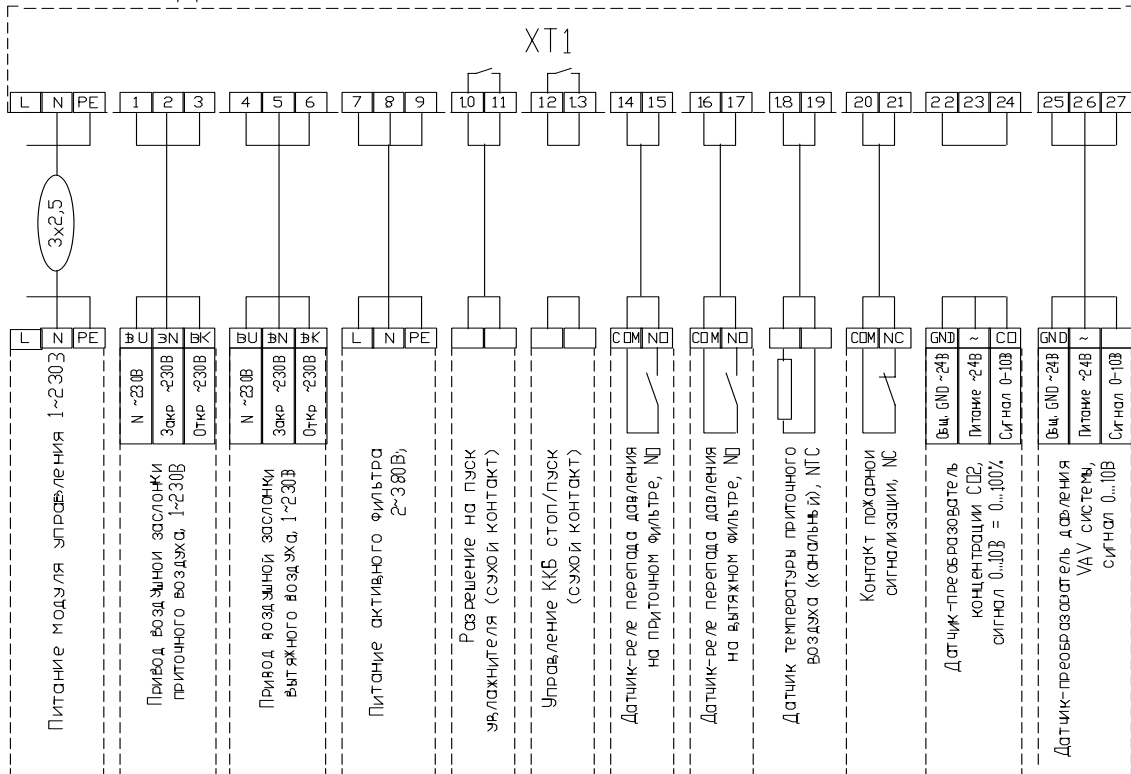 XT1
L N PE 1 2 3 4 5 6 7 8 9 10 11 12 13 14 15 16 17 18 19 20 21 22 23 24 25 26 27
3x2,5
L N PE
Питание модуля управления 1~230В
BU BN BK
N ~230В
Закр ~230В
Откр ~230В
Привод воздушной заслонки
приточного воздуха, 1~230В
BU BN BK
N ~230В
Закр ~230В
Откр ~230В
Привод воздушной заслонки
вытяжного воздуха, 1~230В
L N PE
Питание активного фильтра
2~380В;
Разрешение на пуск
увлажнителя (сухой контакт)
Управление ККБ стоп/пуск
(сухой контакт)
COM NO
Датчик-реле перепада давления
на приточном фильтре, NO
COM NO
Датчик-реле перепада давления
на вытяжном фильтре, NO
Датчик температуры приточного
воздуха (канальный), NTC
COM NC
Контакт пожарной
сигнализации, NC
GND ~ CO
Общ. GND ~24В
Питание ~24В
Сигнал 0-10В
Датчик-преобразователь
концентрации CO2,
сигнал 0...10В = 0...100%
GND ~
Общ. GND ~24В
Питание ~24В
Сигнал 0-10В
Датчик-преобразователь давления
VAV системы,
сигнал 0...10В